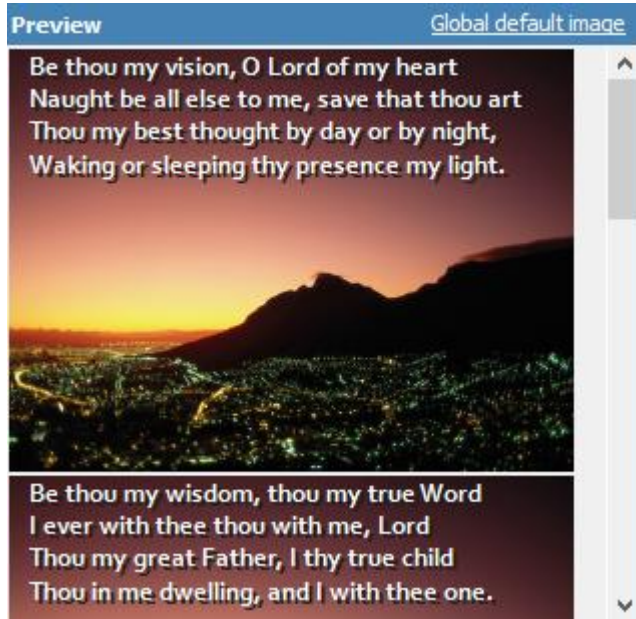 Preview
Global default image
Be thou my vision, O Lord of my heart
Naught be all else to me, save that thou art
Thou my best thought by day or by night,
Waking or sleeping thy presence my light.
Be thou my wisdom, thou my true Word
I ever with thee thou with me, Lord
Thou my great Father, I thy true child
Thou in me dwelling, and I with thee one.